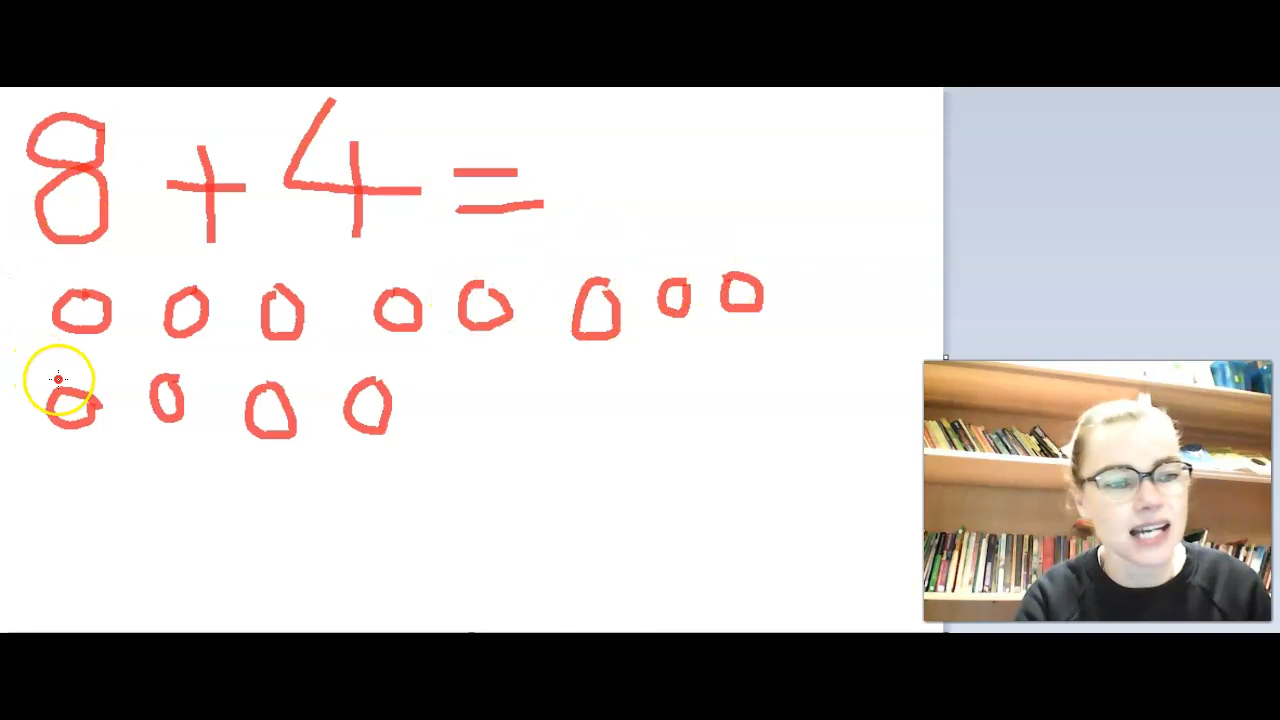 8 + 4 =